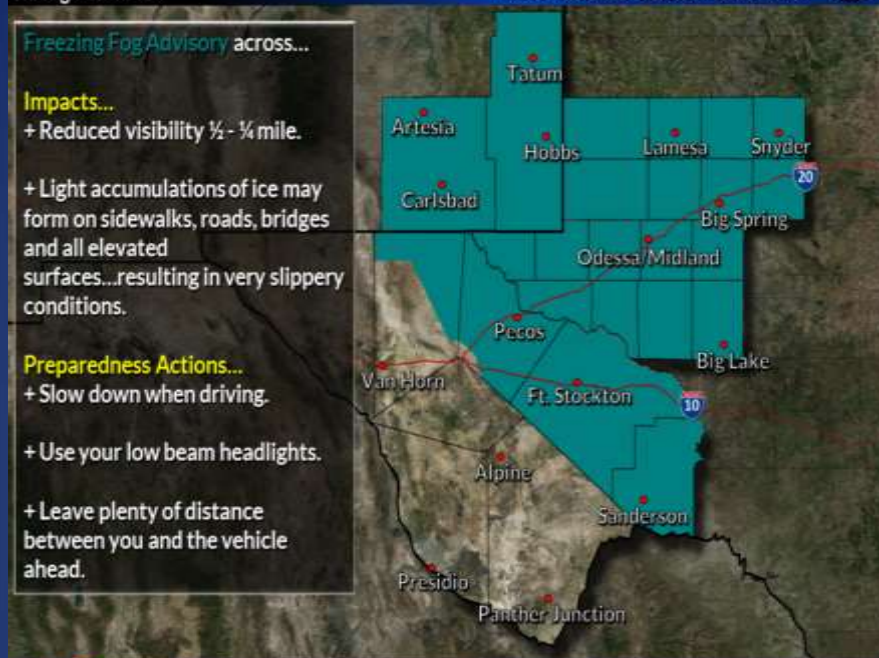 Freezing Fog Advisory across...
Impacts...
+ Reduced visibility ½ - ¼ mile.
+ Light accumulations of ice may
form on sidewalks, roads, bridges
and all elevated
surfaces...resulting in very slippery
conditions.
Preparedness Actions...
+ Slow down when driving.
+ Use your low beam headlights.
+ Leave plenty of distance
between you and the vehicle
ahead.
Tatum
Artesia
Hobbs
Lamesa
Snyder
20
Carlsbad
Big Spring
Odessa/Midland
Pecos
Big Lake
Van Horn
Ft. Stockton
10
Alpine
Sanderson
Presidio
Panther Junction